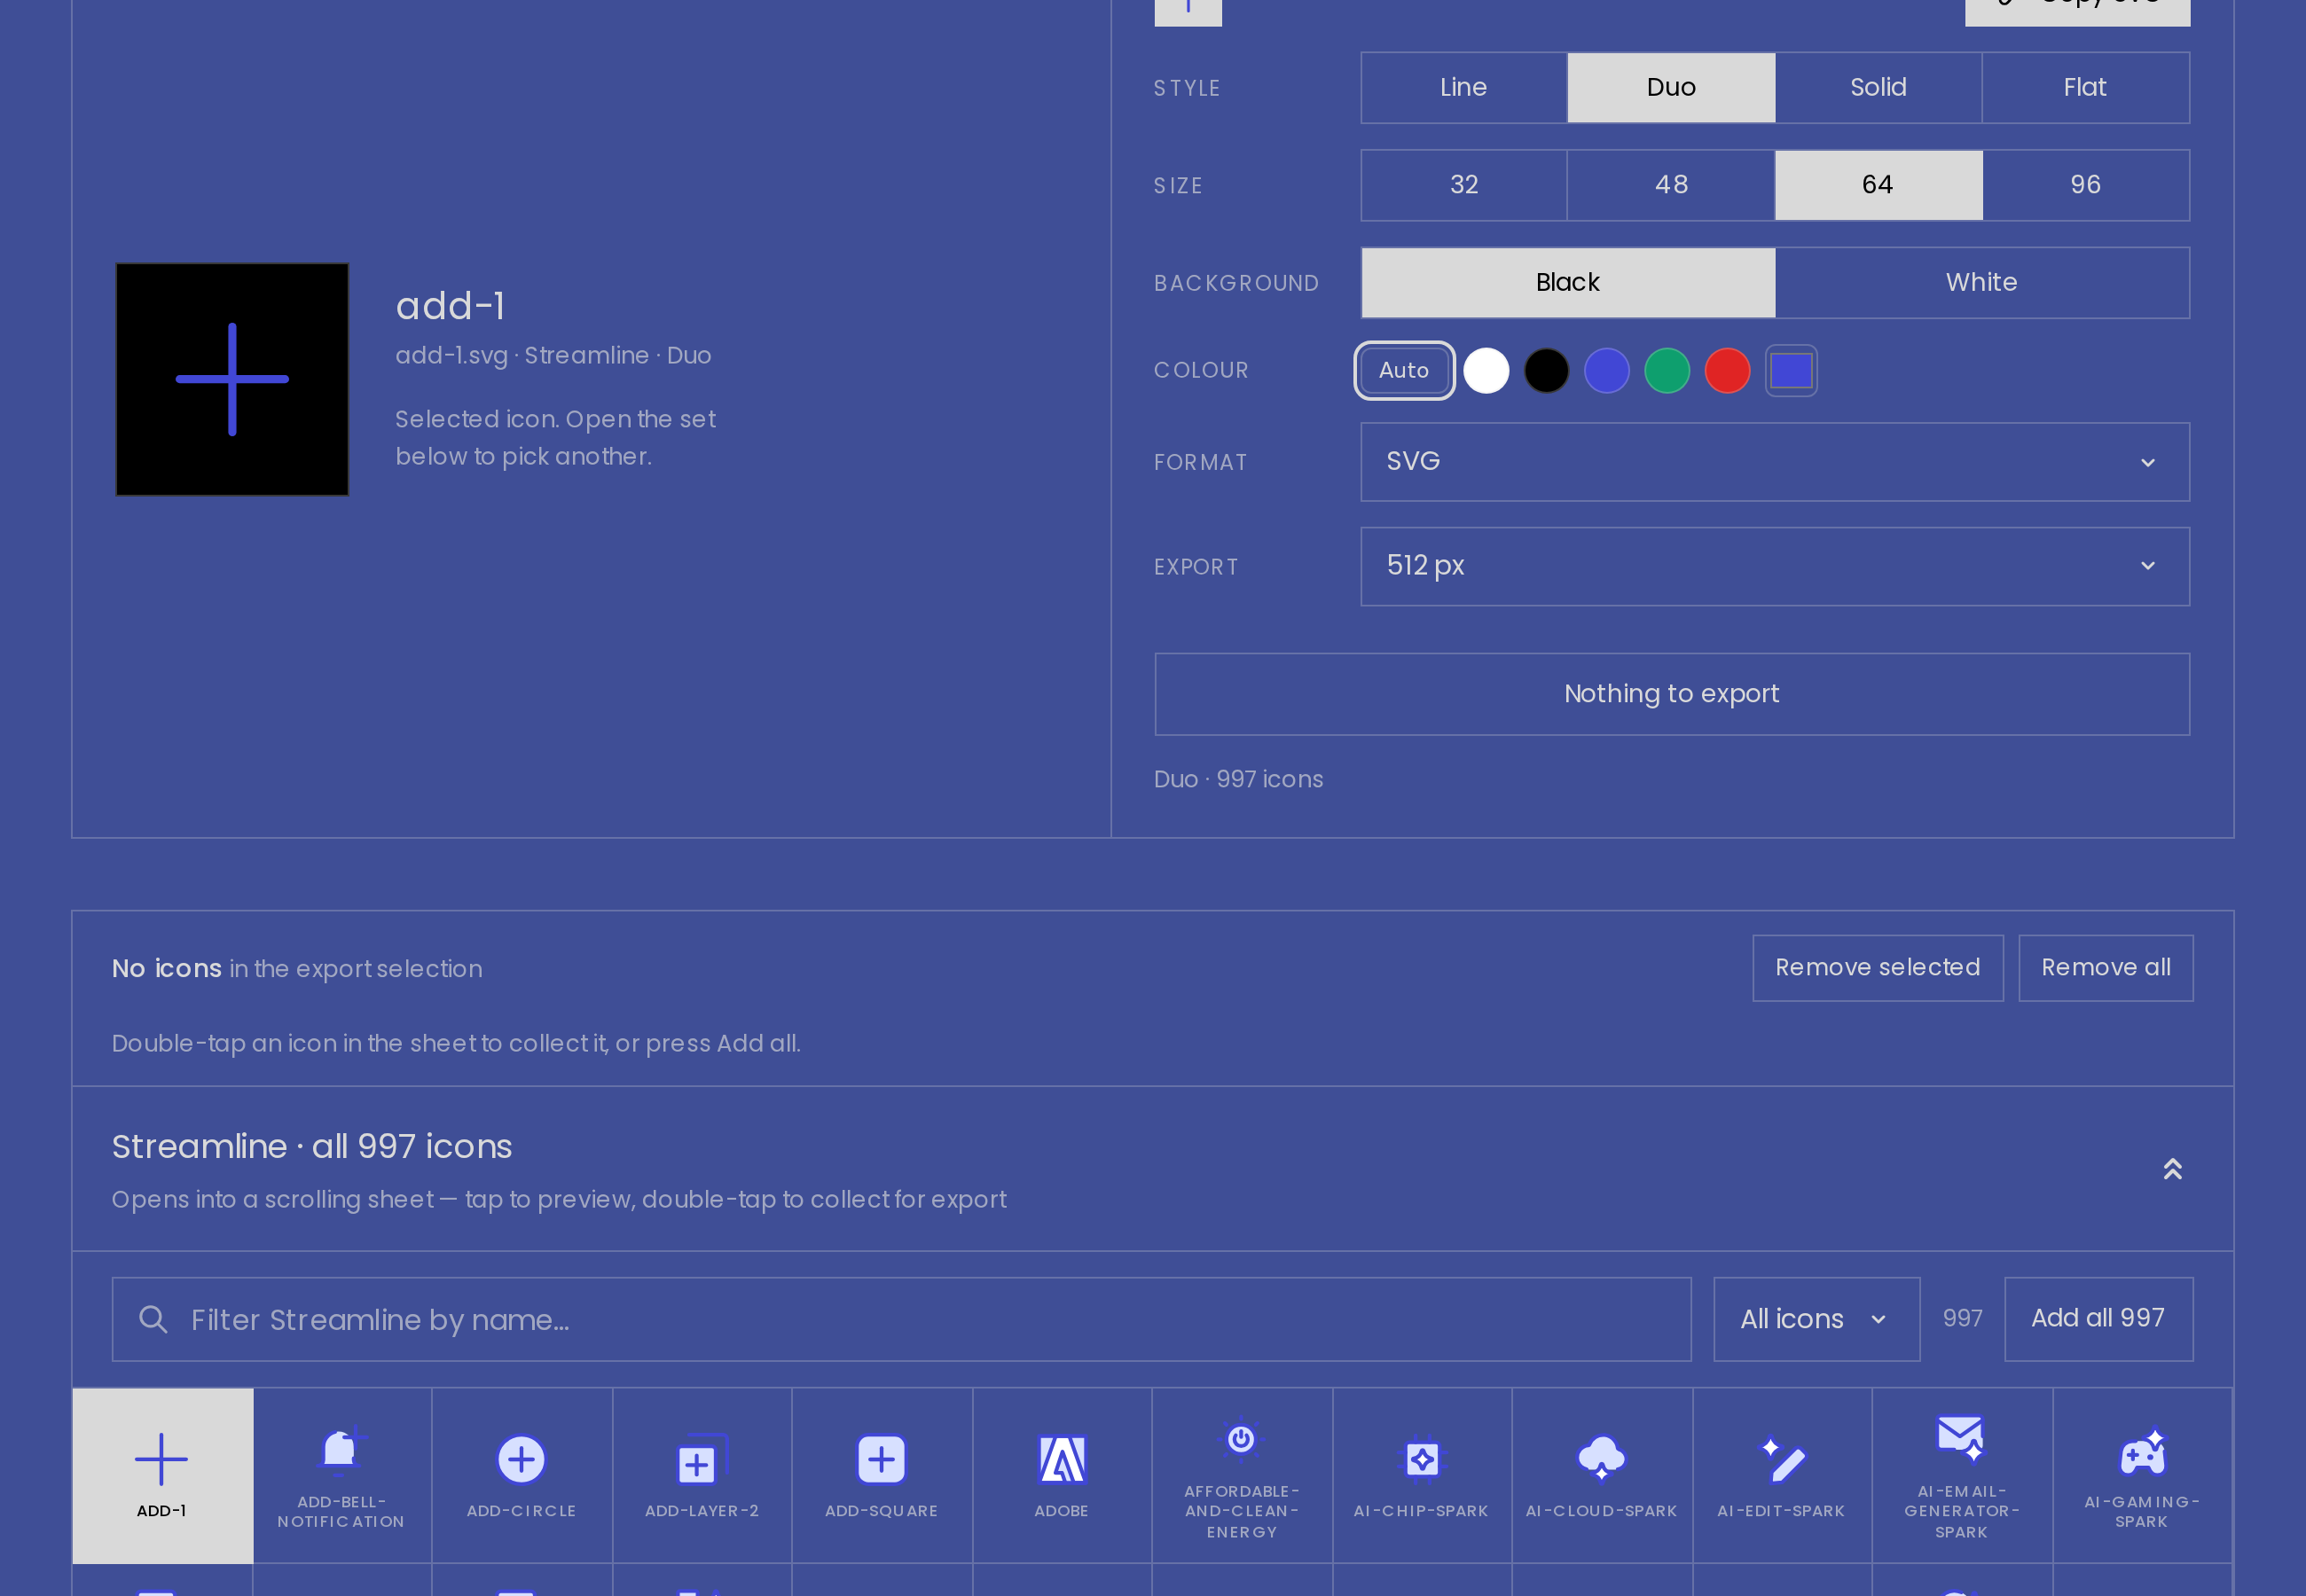 Copy SVG
STYLE
Line
Duo
Solid
Flat
SIZE
32
48
64
96
BACKGROUND
Black
White
add-1
add-1.svg · Streamline · Duo
COLOUR
Auto
Selected icon. Open the set
below to pick another.
FORMAT
SVG
EXPORT
512 px
Nothing to export
Duo · 997 icons
No icons in the export selection
Remove selected
Remove all
Double-tap an icon in the sheet to collect it, or press Add all.
Streamline · all 997 icons
Opens into a scrolling sheet — tap to preview, double-tap to collect for export
Filter Streamline by name...
All icons
997
Add all 997
ADD-1
ADD-BELL-
NOTIFICATION
ADD-CIRCLE
ADD-LAYER-2
ADD-SQUARE
ADOBE
AFFORDABLE-
AND-CLEAN-
ENERGY
AI-CHIP-SPARK
AI-CLOUD-SPARK
AI-EDIT-SPARK
AI-EMAIL-
GENERATOR-
SPARK
AI-GAMING-
SPARK